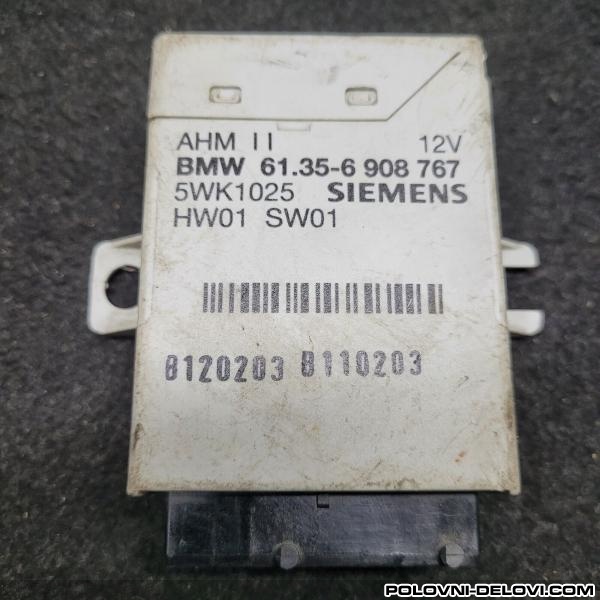 AHM II 12V
BMW 61.35-6 908 767
5WK1025 SIEMENS
HW01 SW01
8120203 8110203
POLOVNI-DELOVI.COM